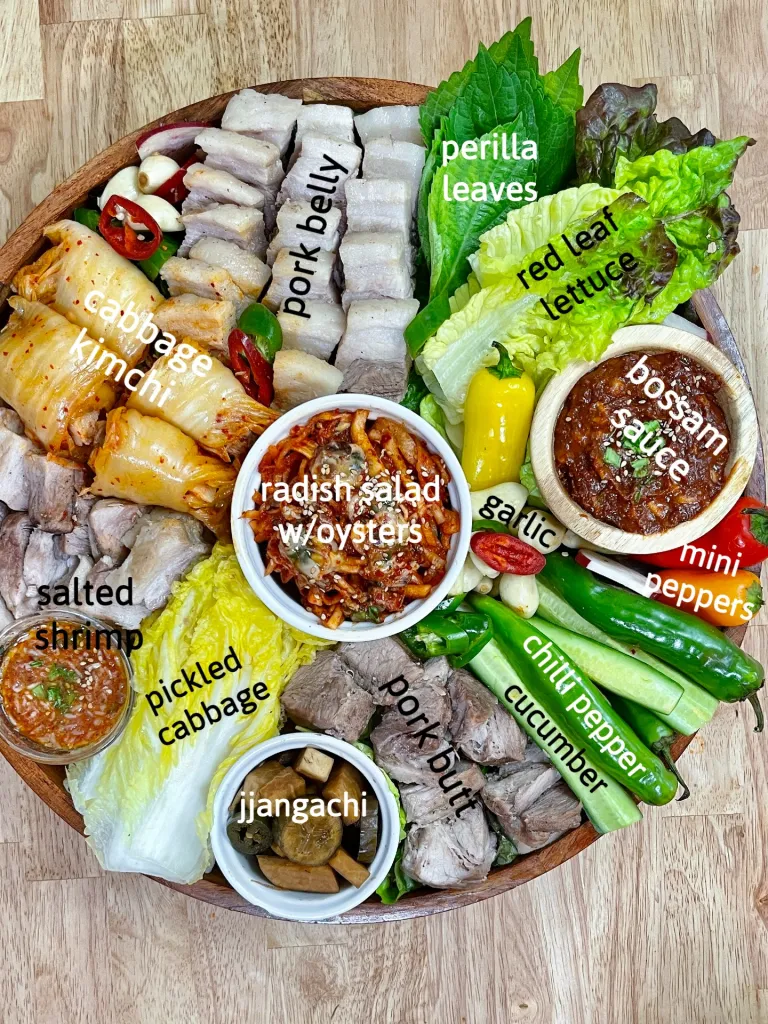 perilla
leaves
pork belly
red leaf
lettuce
cabbage
kimchi
bossam
sauce
radish salad
w/oysters
garlic
mini
peppers
salted
shrimp
chilli pepper
pickled
cabbage
cucumber
pork butt
jjangachi